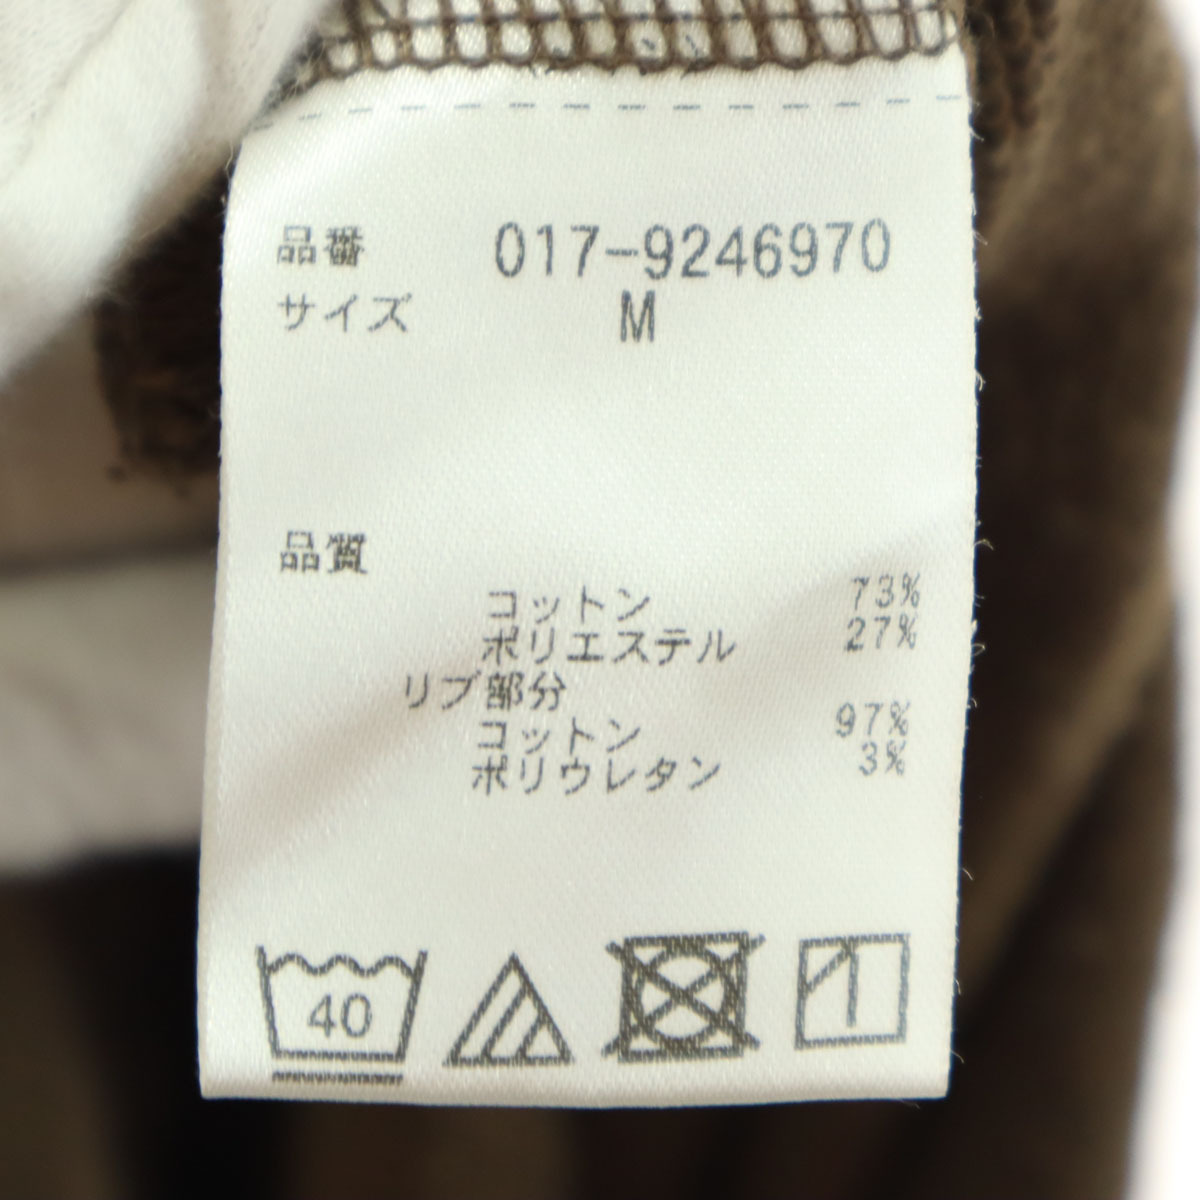 品番 017-9246970
サイズ M
品質
コットン 73%
ポリエステル 27%
リブ部分
コットン 97%
ポリウレタン 3%
40